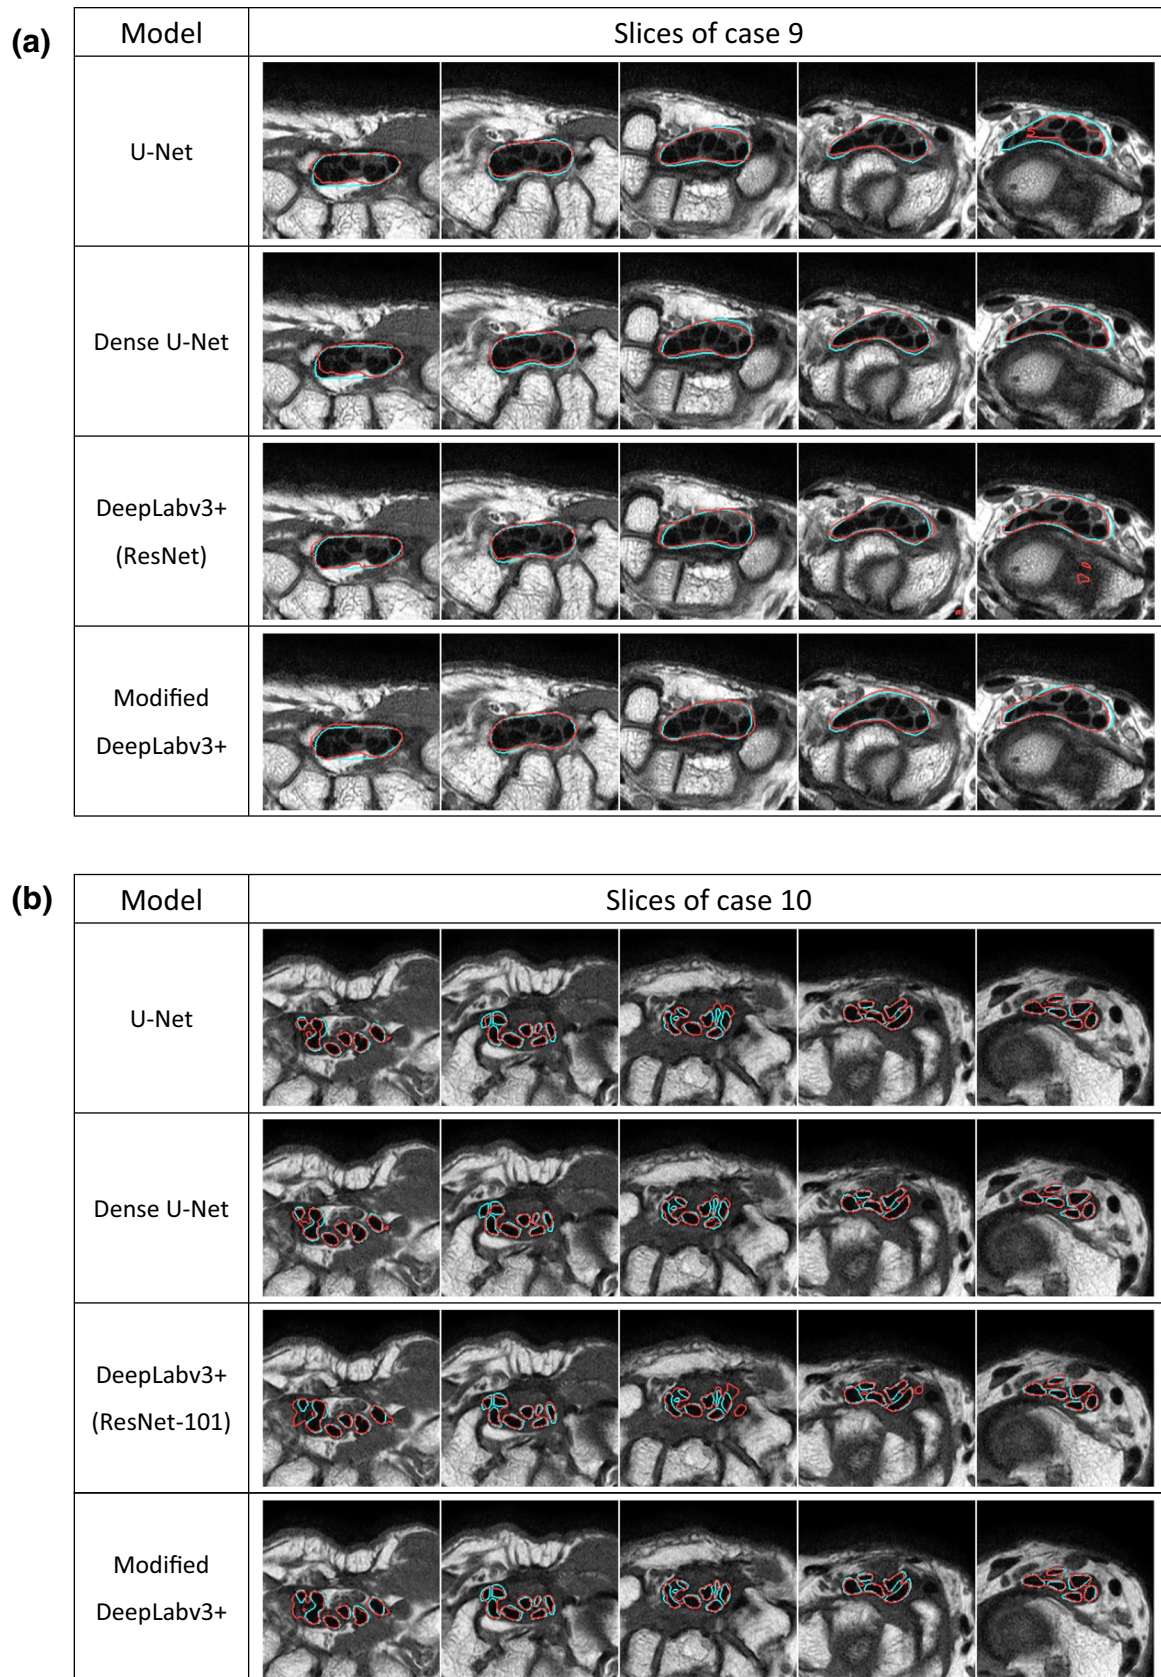 (a)
Model
Slices of case 9
U-Net
Dense U-Net
DeepLabv3+
(ResNet)
Modified
DeepLabv3+
(b)
Model
Slices of case 10
U-Net
Dense U-Net
DeepLabv3+
(ResNet-101)
Modified
DeepLabv3+